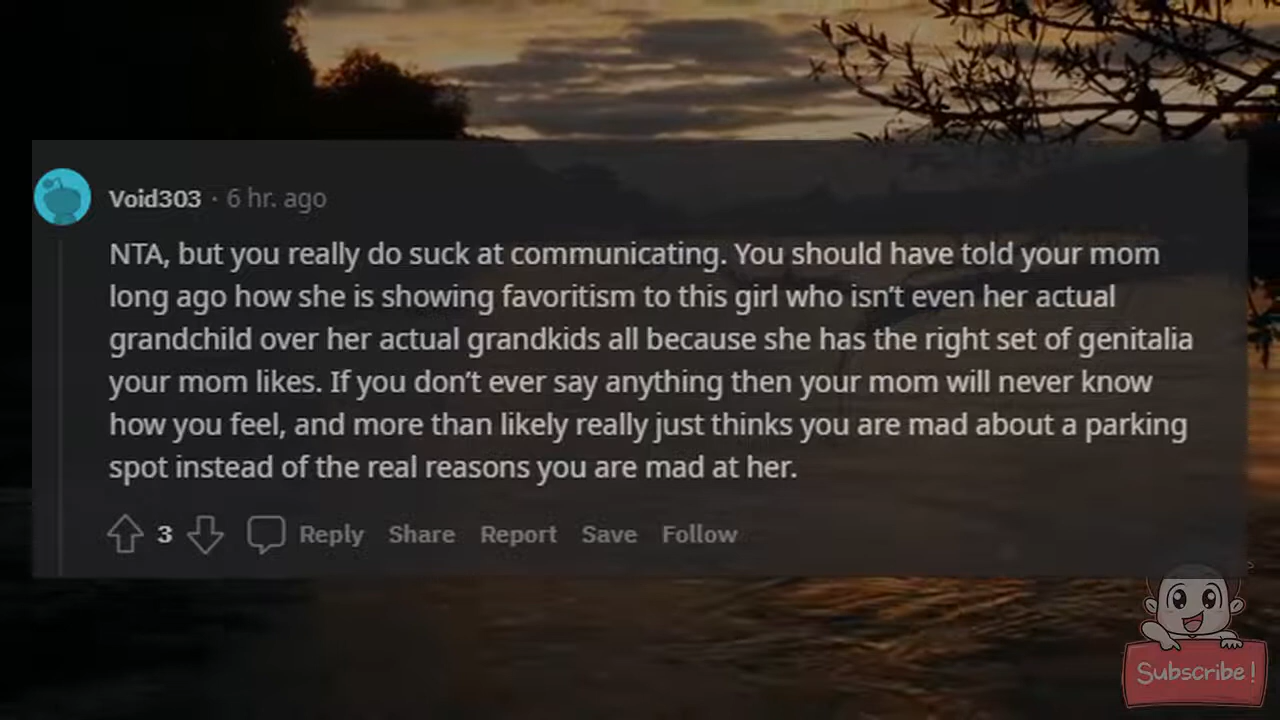 Void303 · 6 hr. ago
NTA, but you really do suck at communicating. You should have told your mom
long ago how she is showing favoritism to this girl who isn't even her actual
grandchild over her actual grandkids all because she has the right set of genitalia
your mom likes. If you don't ever say anything then your mom will never know
how you feel, and more than likely really just thinks you are mad about a parking
spot instead of the real reasons you are mad at her.
3 Reply Share Report Save Follow
Subscribe!